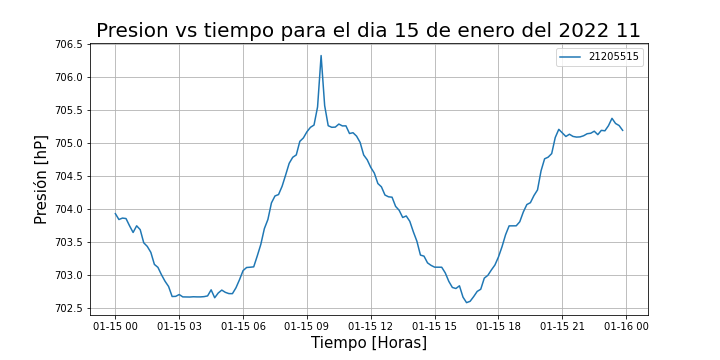 Presion vs tiempo para el dia 15 de enero del 2022 11
21205515
Presión [hP]
706.5
706.0
705.5
705.0
704.5
704.0
703.5
703.0
702.5
01-15 00 01-15 03 01-15 06 01-15 09 01-15 12 01-15 15 01-15 18 01-15 21 01-16 00
Tiempo [Horas]